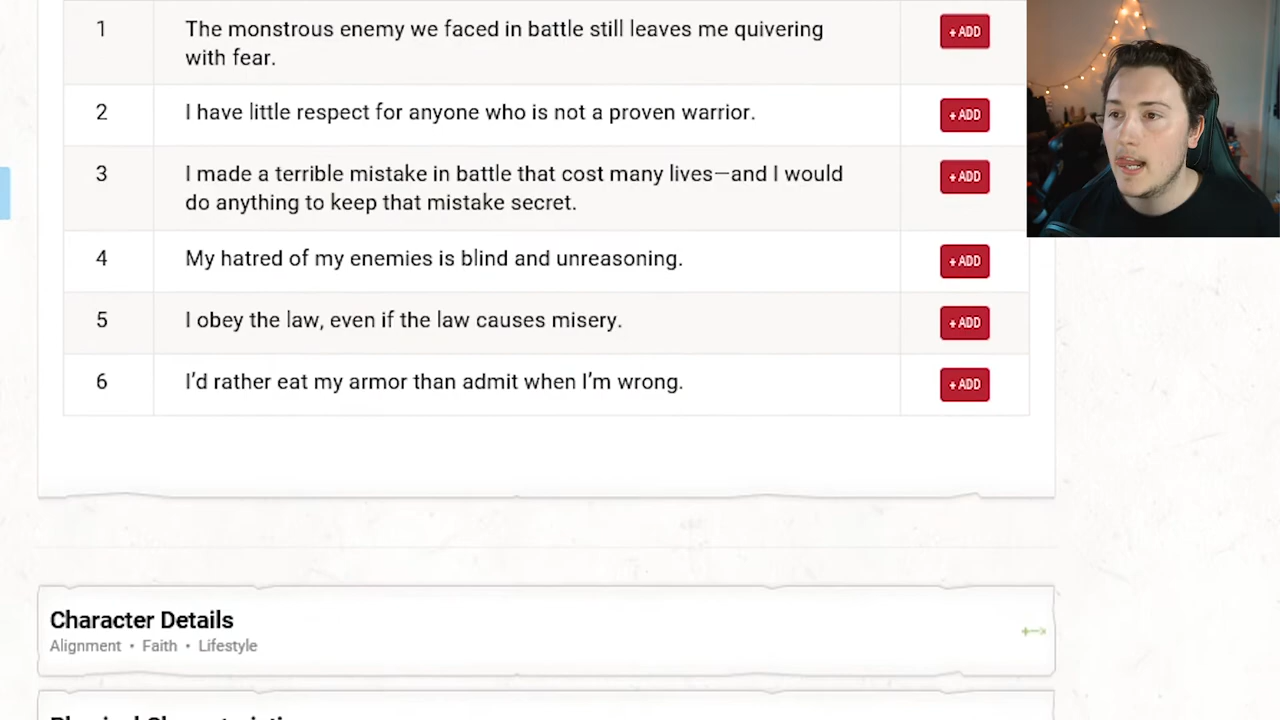 1 The monstrous enemy we faced in battle still leaves me quivering + ADD
with fear.
2 I have little respect for anyone who is not a proven warrior. + ADD
3 I made a terrible mistake in battle that cost many lives—and I would + ADD
do anything to keep that mistake secret.
4 My hatred of my enemies is blind and unreasoning. + ADD
5 I obey the law, even if the law causes misery. + ADD
6 I’d rather eat my armor than admit when I’m wrong. + ADD
Character Details
Alignment • Faith • Lifestyle